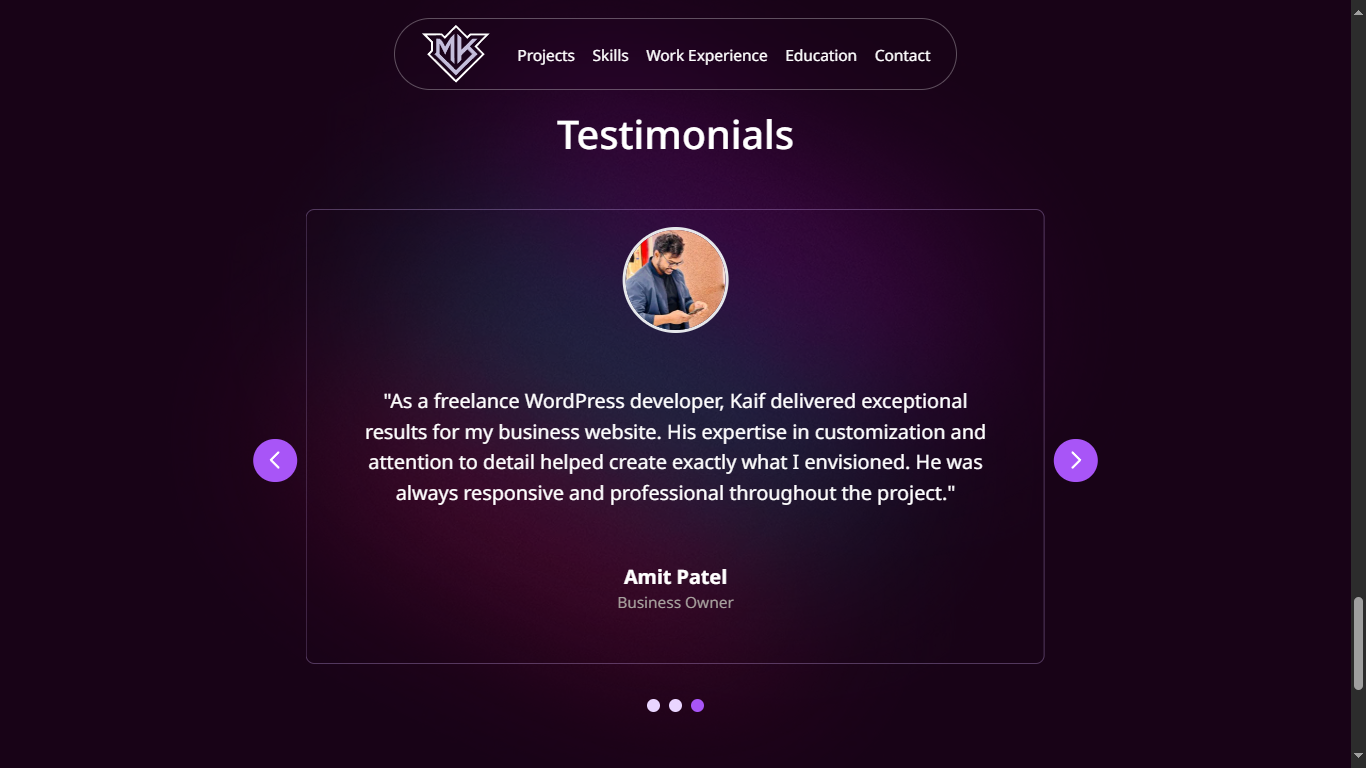 MK
Projects Skills Work Experience Education Contact
Testimonials
"As a freelance WordPress developer, Kaif delivered exceptional
results for my business website. His expertise in customization and
attention to detail helped create exactly what I envisioned. He was
always responsive and professional throughout the project."
Amit Patel
Business Owner